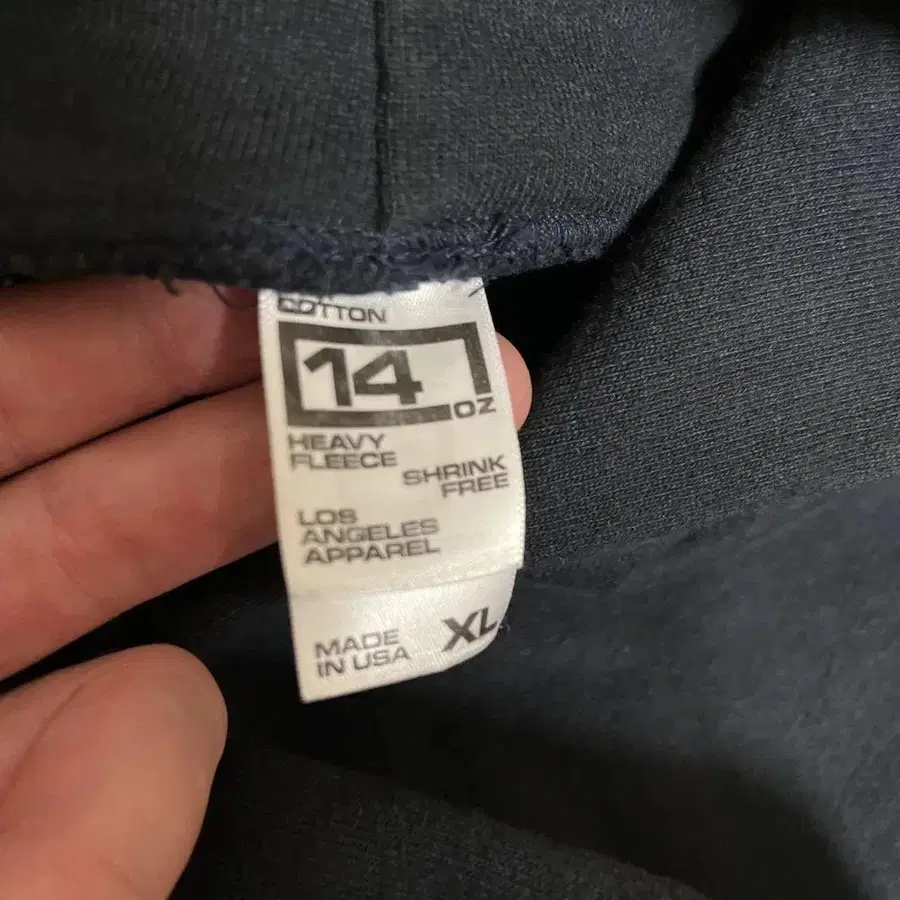 COTTON
14
OZ
HEAVY
FLEECE
SHRINK
FREE
LOS
ANGELES
APPAREL
MADE
IN USA
XL